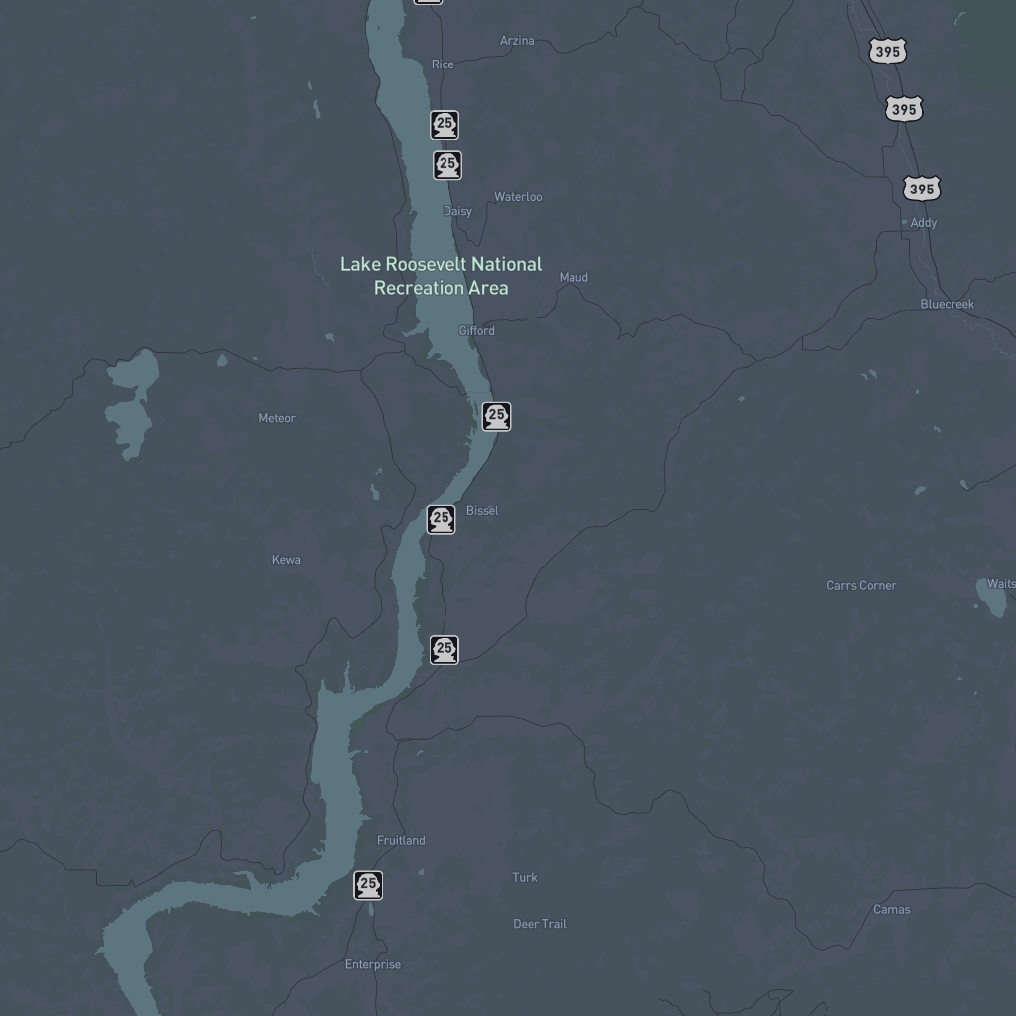 Arzina
395
Rice
395
25
25
395
Waterloo
Daisy
Addy
Lake Roosevelt National
Recreation Area
Maud
Bluecreek
Gifford
25
Meteor
Bissel
25
Kewa
Carrs Corner
Waits
25
Fruitland
Turk
25
Camas
Deer Trail
Enterprise